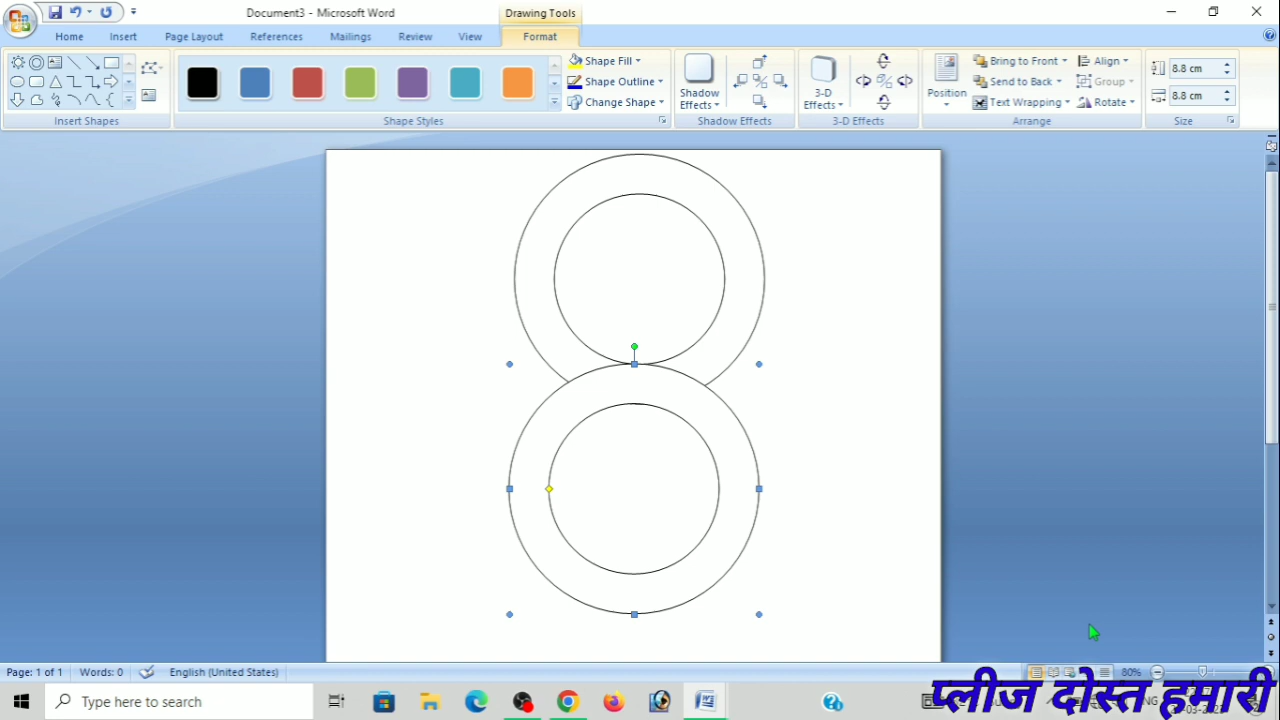 Document3 - Microsoft Word
Drawing Tools
Home Insert Page Layout References Mailings Review View Format
Shape Fill
Shape Outline
Change Shape
Shadow Effects
3-D Effects
Position
Bring to Front
Send to Back
Text Wrapping
Align
Group
Rotate
8.8 cm
8.8 cm
Insert Shapes Shape Styles Shadow Effects 3-D Effects Arrange Size
Page: 1 of 1 Words: 0 English (United States) 80%
Type here to search
प्लीज दोस्त हमारी